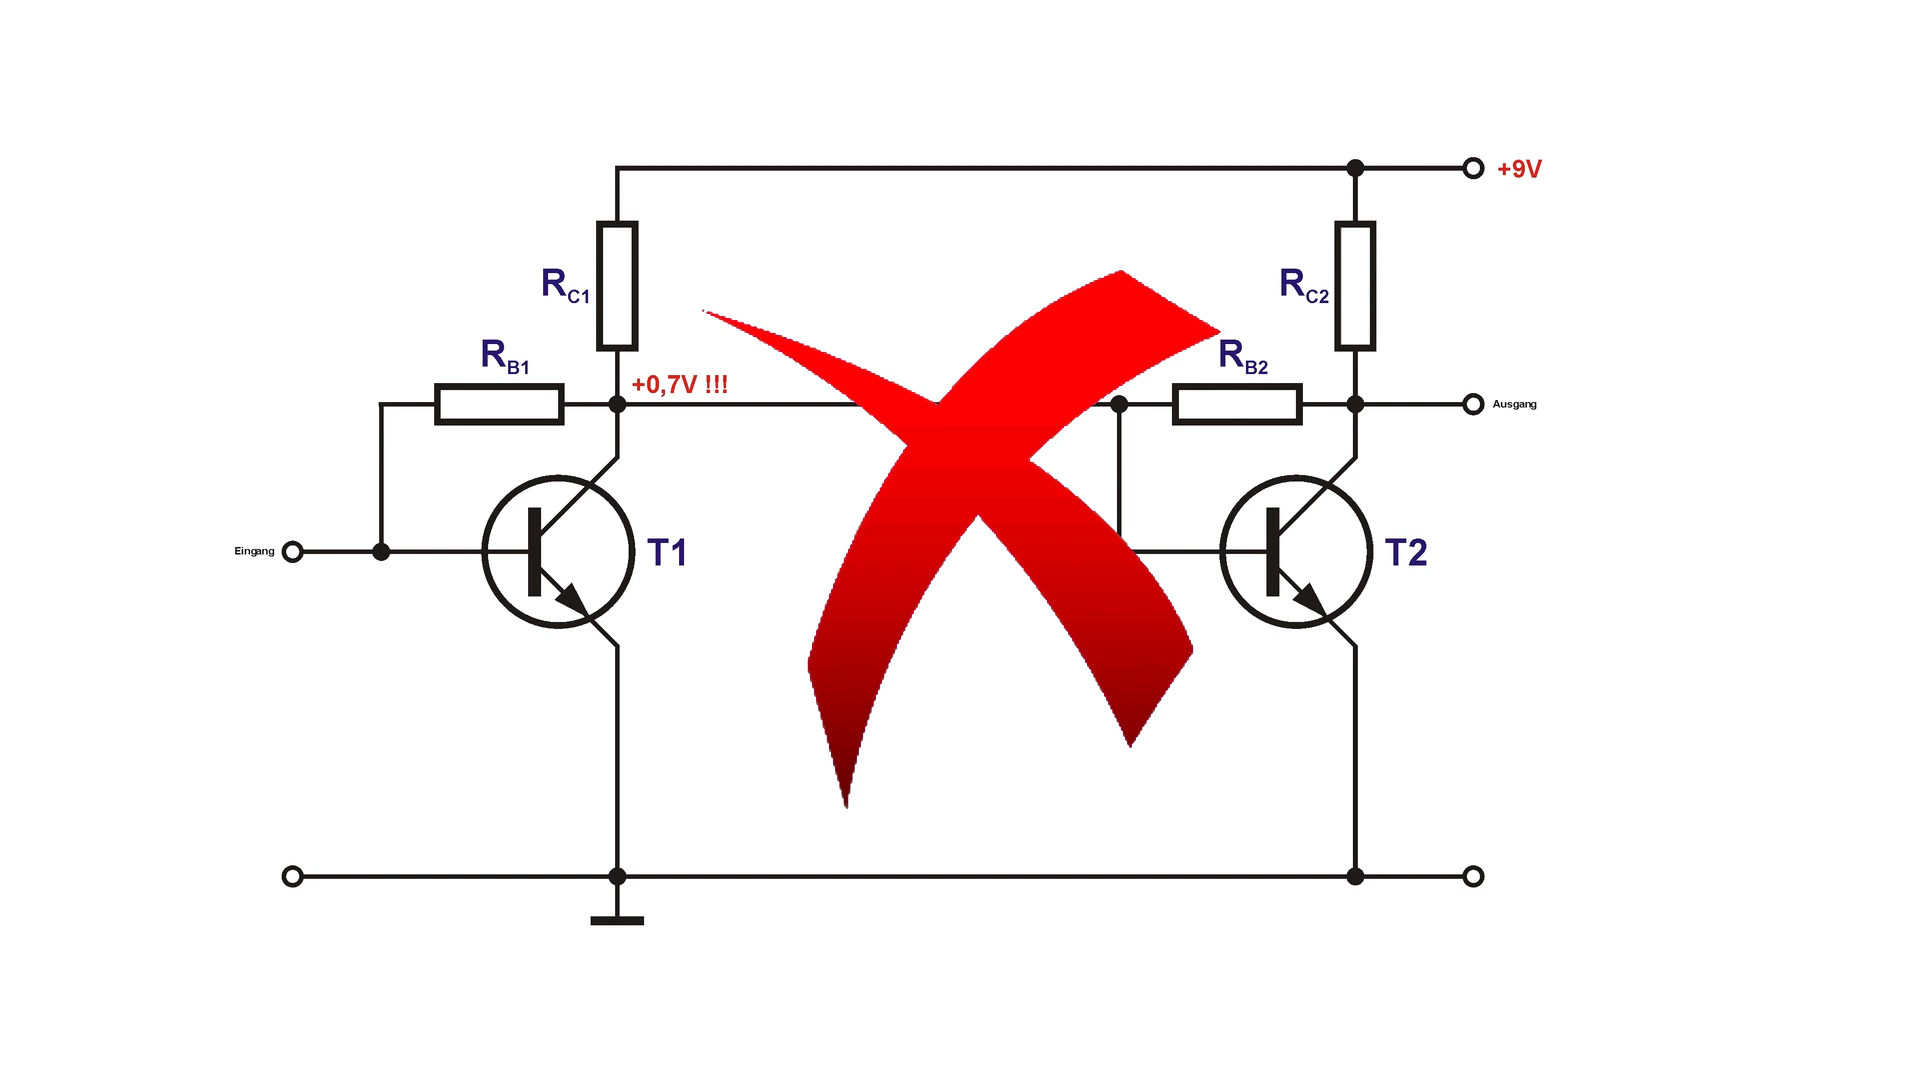 +9V
RC1
RC2
RB1
RB2
+0,7V !!!
Ausgang
Eingang
T1
T2